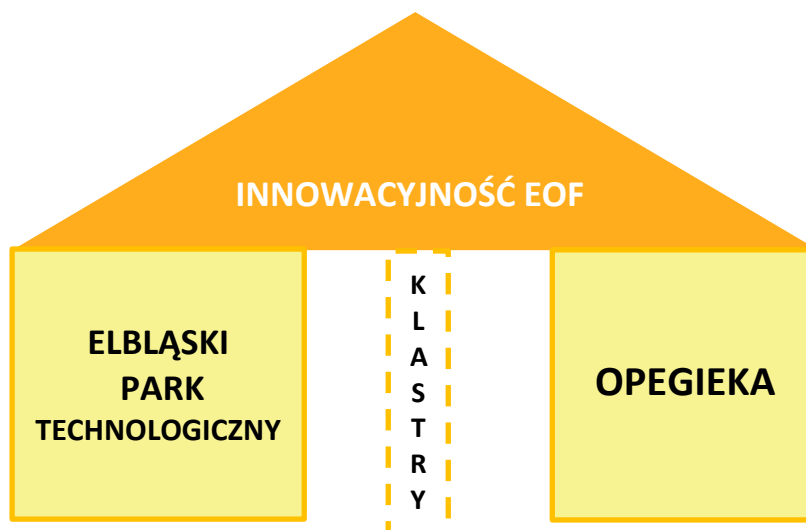 INNOWACYJNOŚĆ EOF
ELBLĄSKI
PARK
TECHNOLOGICZNY
K
L
A
S
T
R
Y
OPEGIEKA